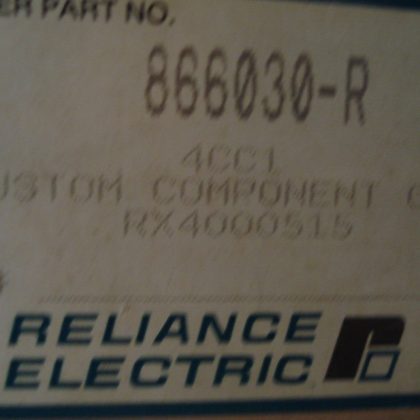 ER PART NO.
866030-R
4CC1
USTOM COMPONENT C
RX4000515
RELIANCE
ELECTRIC